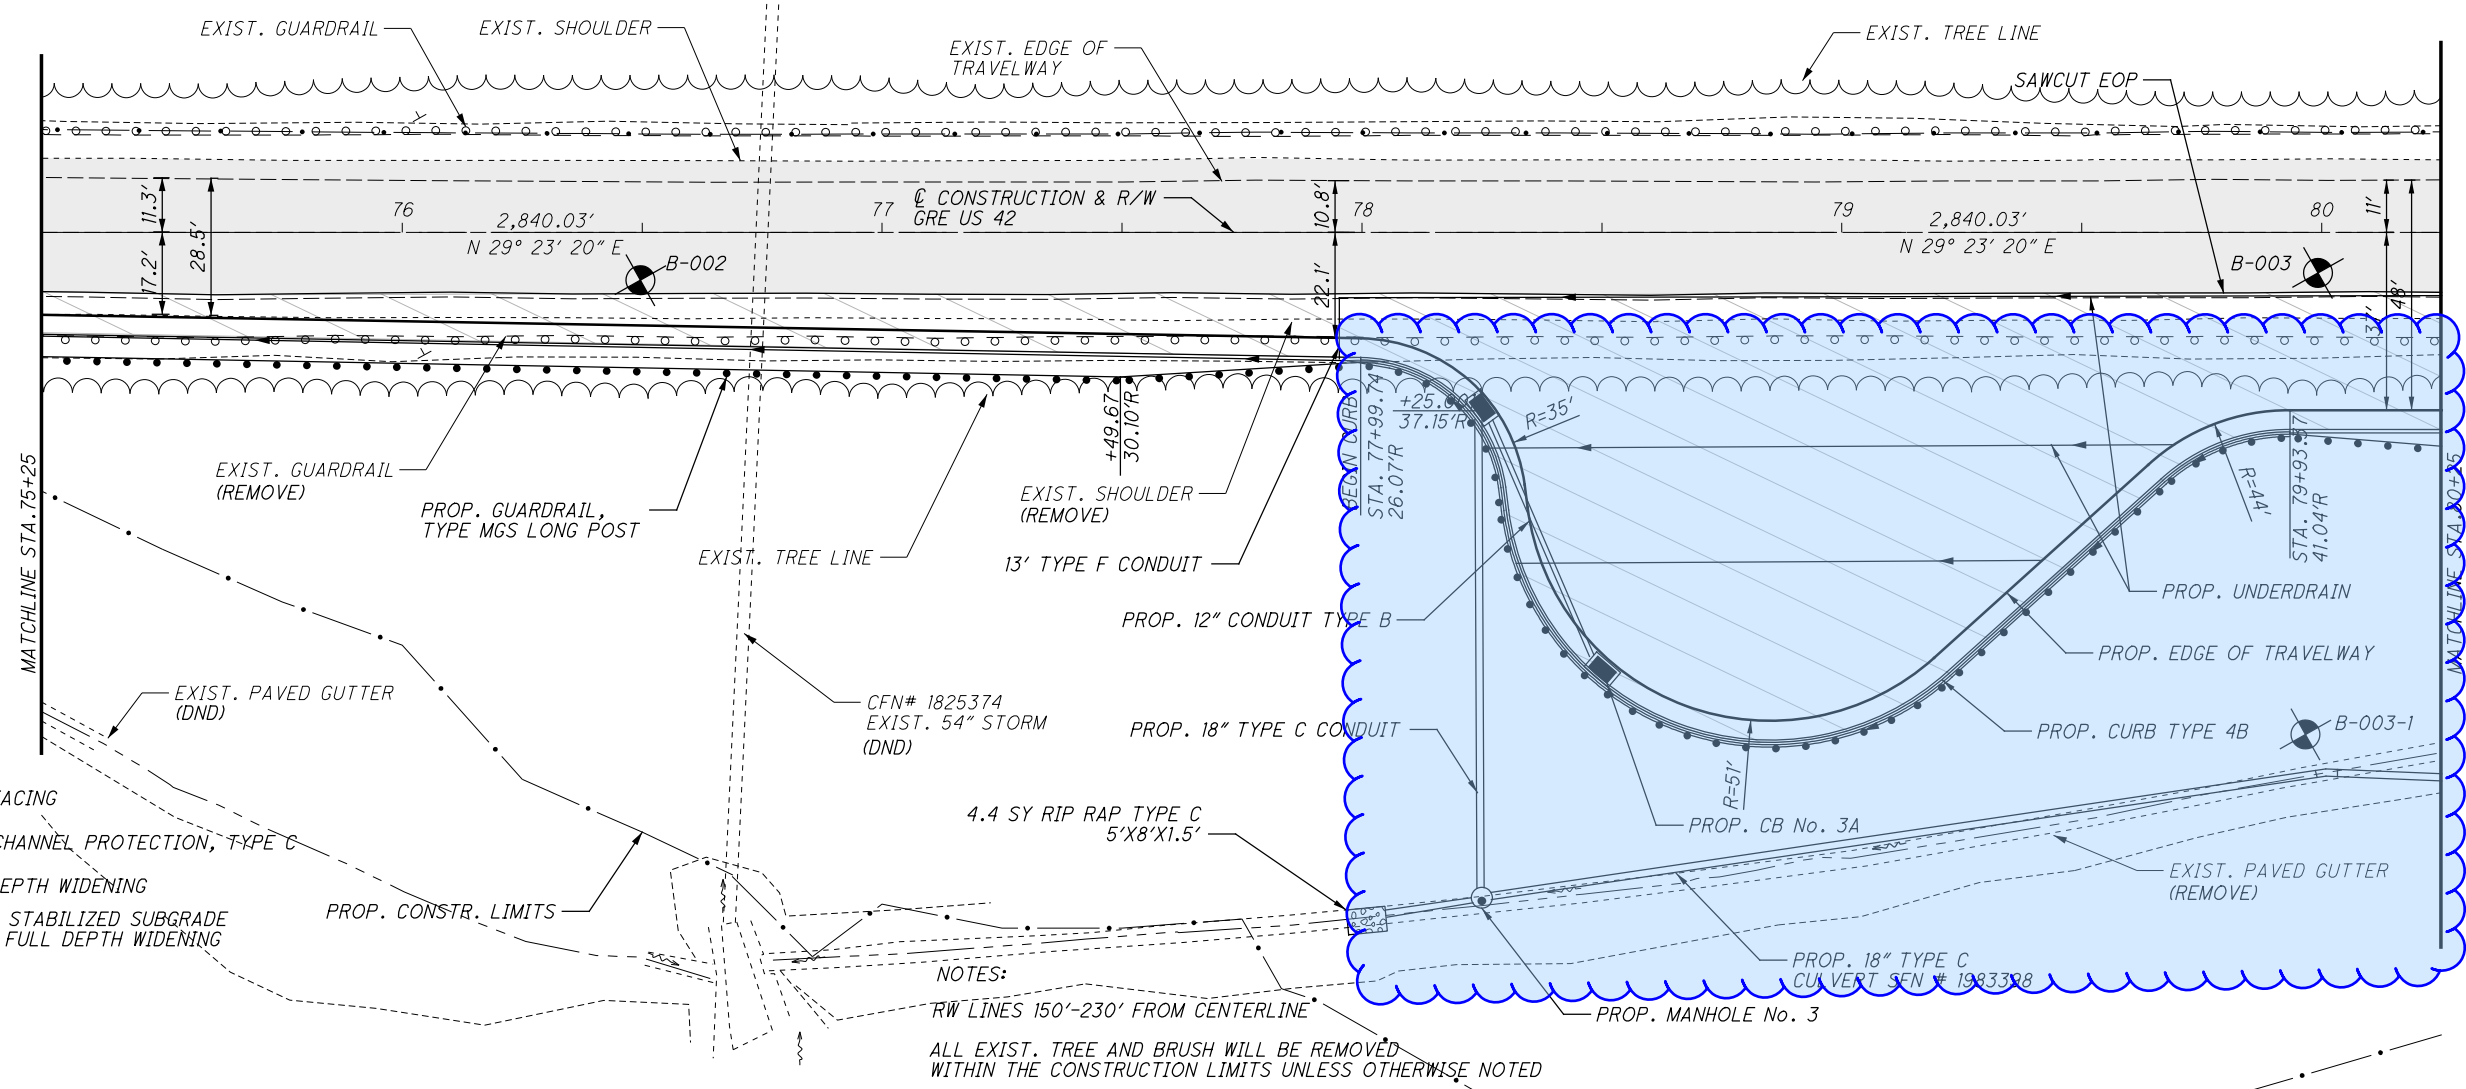 EXIST. GUARDRAIL
EXIST. SHOULDER
EXIST. EDGE OF
TRAVELWAY
EXIST. TREE LINE
SAWCUT EOP
11.3'
17.2'
28.5'
76
2,840.03'
N 29° 23' 20" E
B-002
77
℄ CONSTRUCTION & R/W
GRE US 42
10.8'
22.1'
78
79
2,840.03'
N 29° 23' 20" E
80
B-003
11'
48'
MATCHLINE STA.75+25
EXIST. GUARDRAIL
(REMOVE)
PROP. GUARDRAIL,
TYPE MGS LONG POST
EXIST. TREE LINE
+49.67
30.10'R
EXIST. SHOULDER
(REMOVE)
13' TYPE F CONDUIT
BEGIN CURB
STA. 77+99.74
26.07'R
37.15'R
R=35'
R=44'
STA. 79+93.57
41.04'R
PROP. 12" CONDUIT TYPE B
PROP. UNDERDRAIN
PROP. EDGE OF TRAVELWAY
PROP. CURB TYPE 4B
B-003-1
MATCHLINE STA.80+25
EXIST. PAVED GUTTER
(DND)
CFN# 1825374
EXIST. 54" STORM
(DND)
PROP. 18" TYPE C CONDUIT
R=51'
4.4 SY RIP RAP TYPE C
5'X8'X1.5'
PROP. CB No. 3A
EXIST. PAVED GUTTER
(REMOVE)
ACING
CHANNEL PROTECTION, TYPE C
EPTH WIDENING
STABILIZED SUBGRADE
FULL DEPTH WIDENING
PROP. CONSTR. LIMITS
PROP. 18" TYPE C
CULVERT SFN # 1983398
PROP. MANHOLE No. 3
NOTES:
RW LINES 150'-230' FROM CENTERLINE
ALL EXIST. TREE AND BRUSH WILL BE REMOVED
WITHIN THE CONSTRUCTION LIMITS UNLESS OTHERWISE NOTED